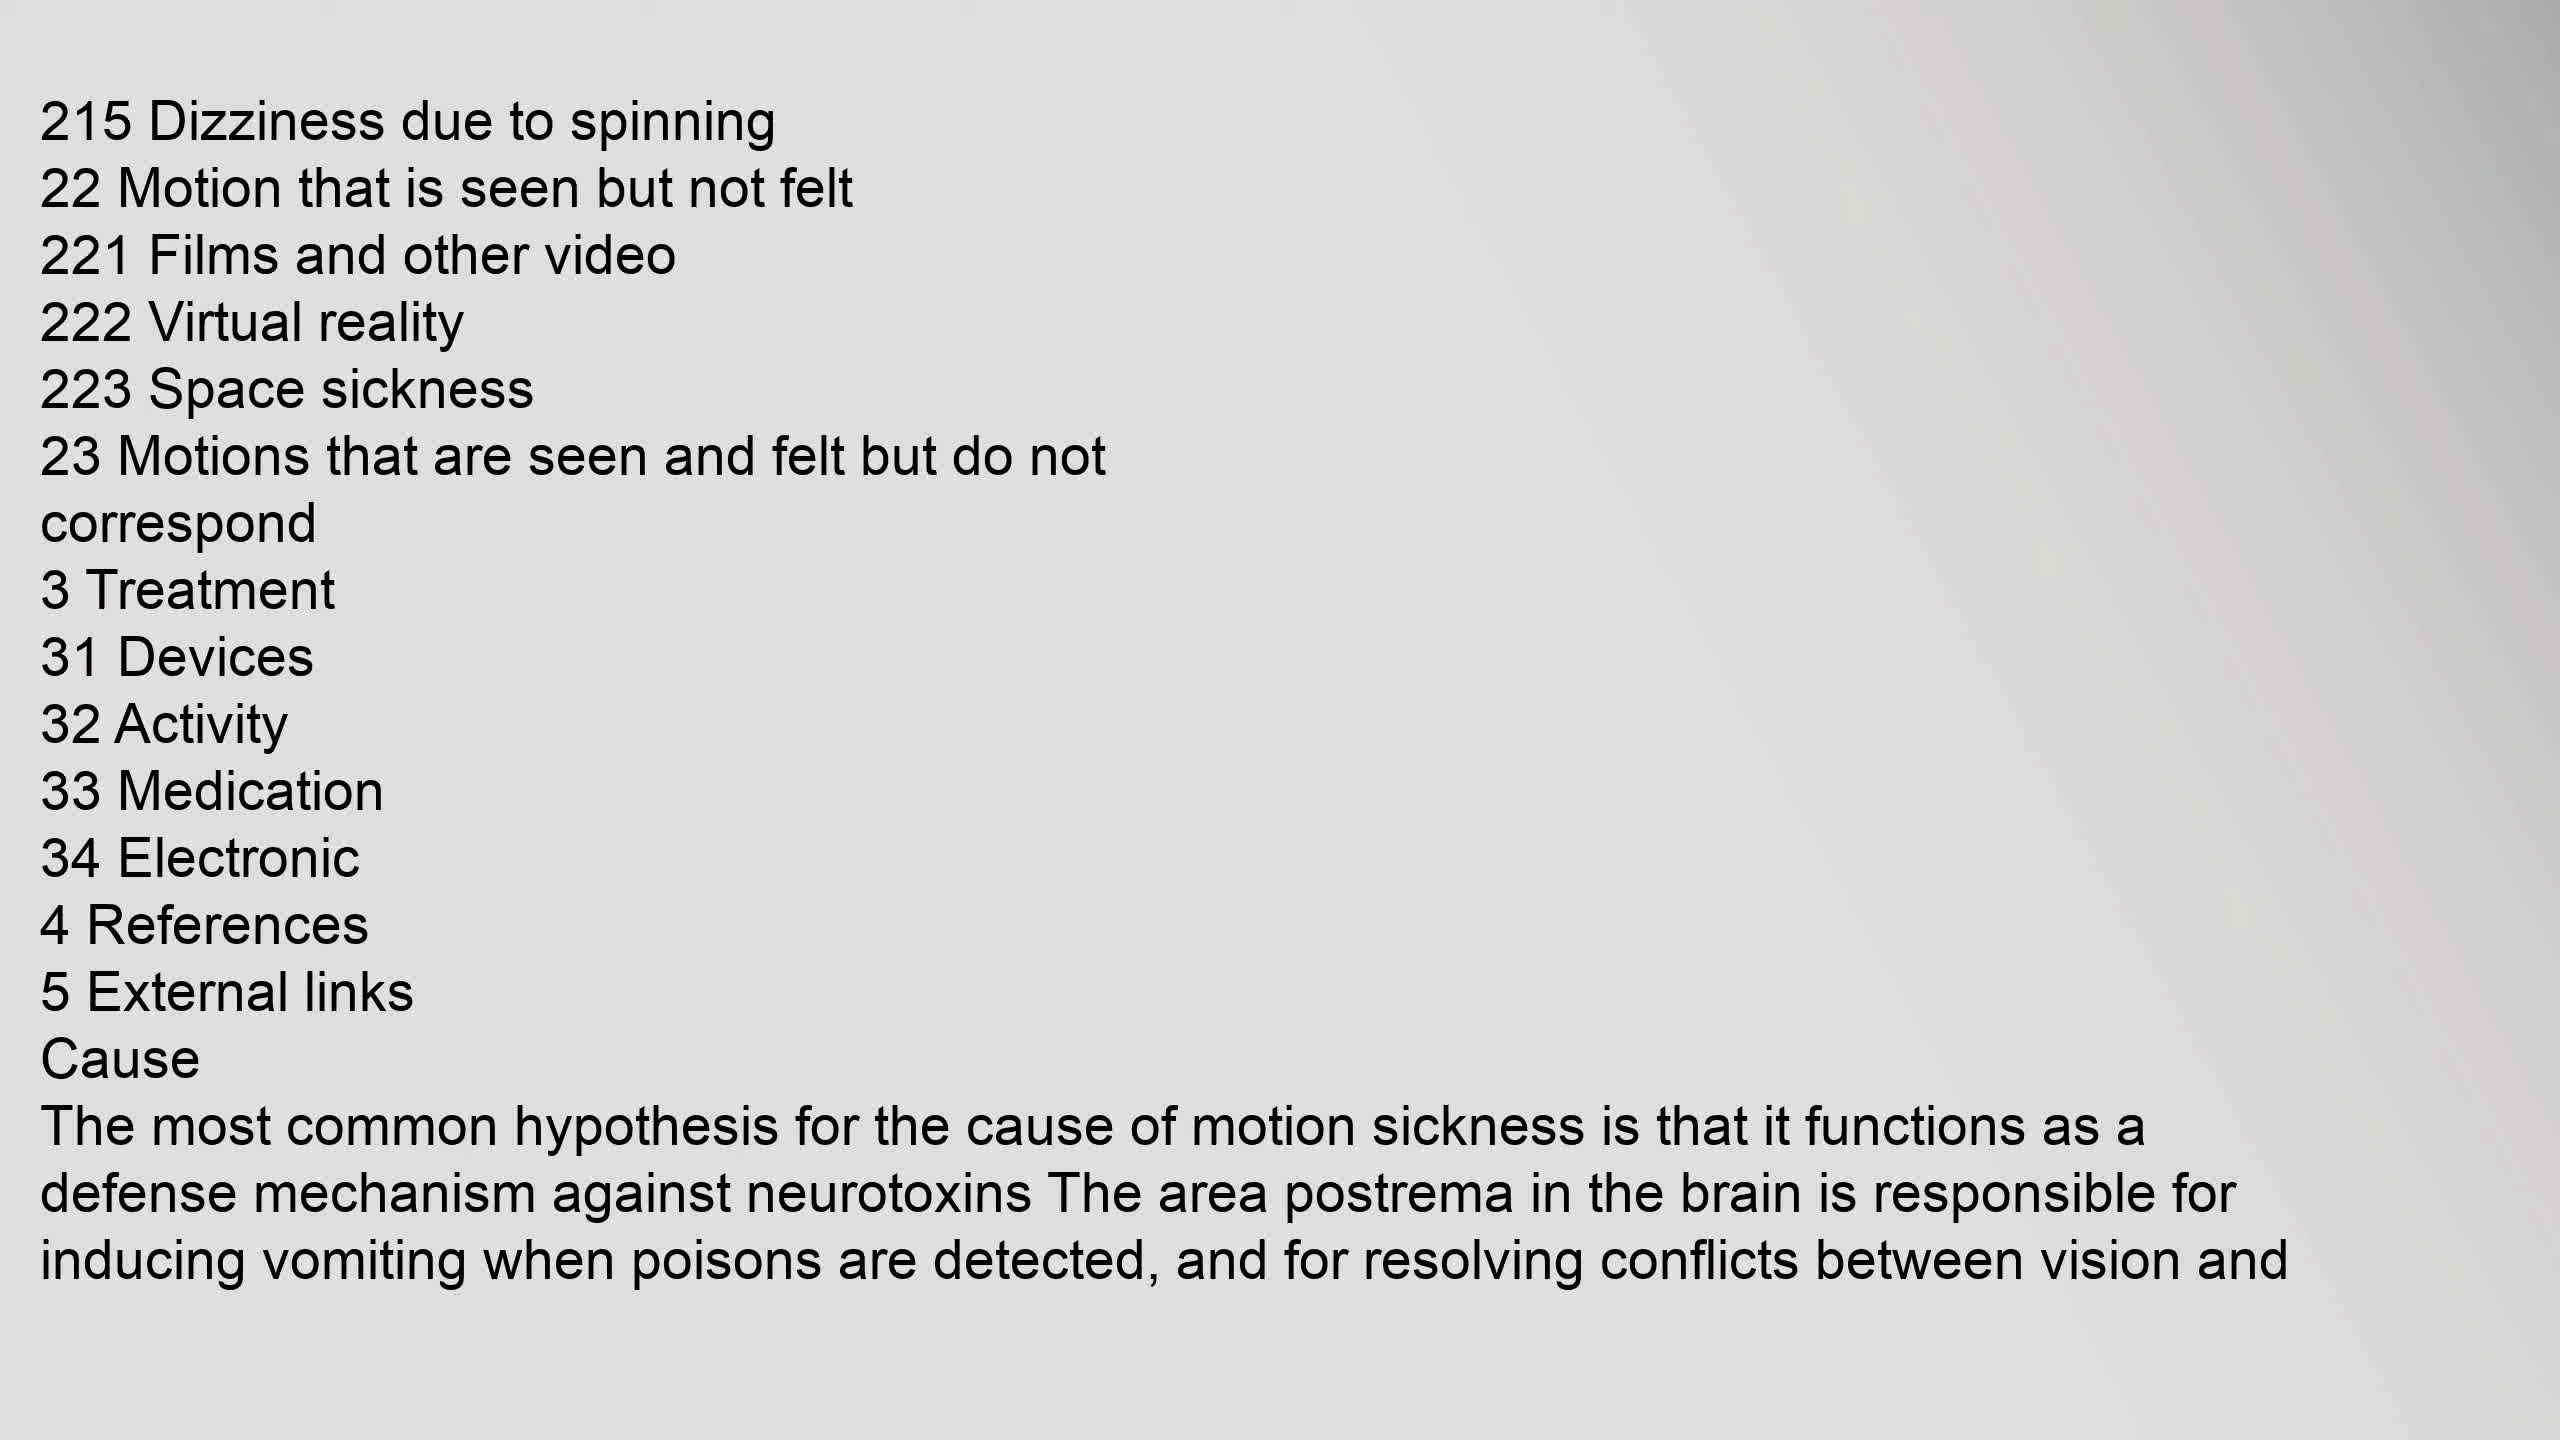 215 Dizziness due to spinning
22 Motion that is seen but not felt
221 Films and other video
222 Virtual reality
223 Space sickness
23 Motions that are seen and felt but do not
correspond
3 Treatment
31 Devices
32 Activity
33 Medication
34 Electronic
4 References
5 External links
Cause
The most common hypothesis for the cause of motion sickness is that it functions as a
defense mechanism against neurotoxins The area postrema in the brain is responsible for
inducing vomiting when poisons are detected, and for resolving conflicts between vision and